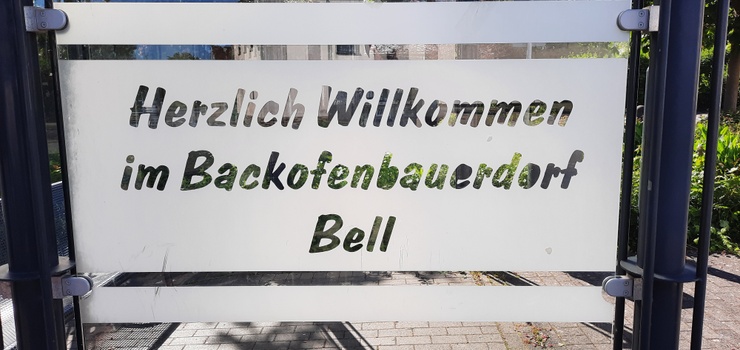 Herzlich Willkommen
im Backofenbauerdorf
Bell